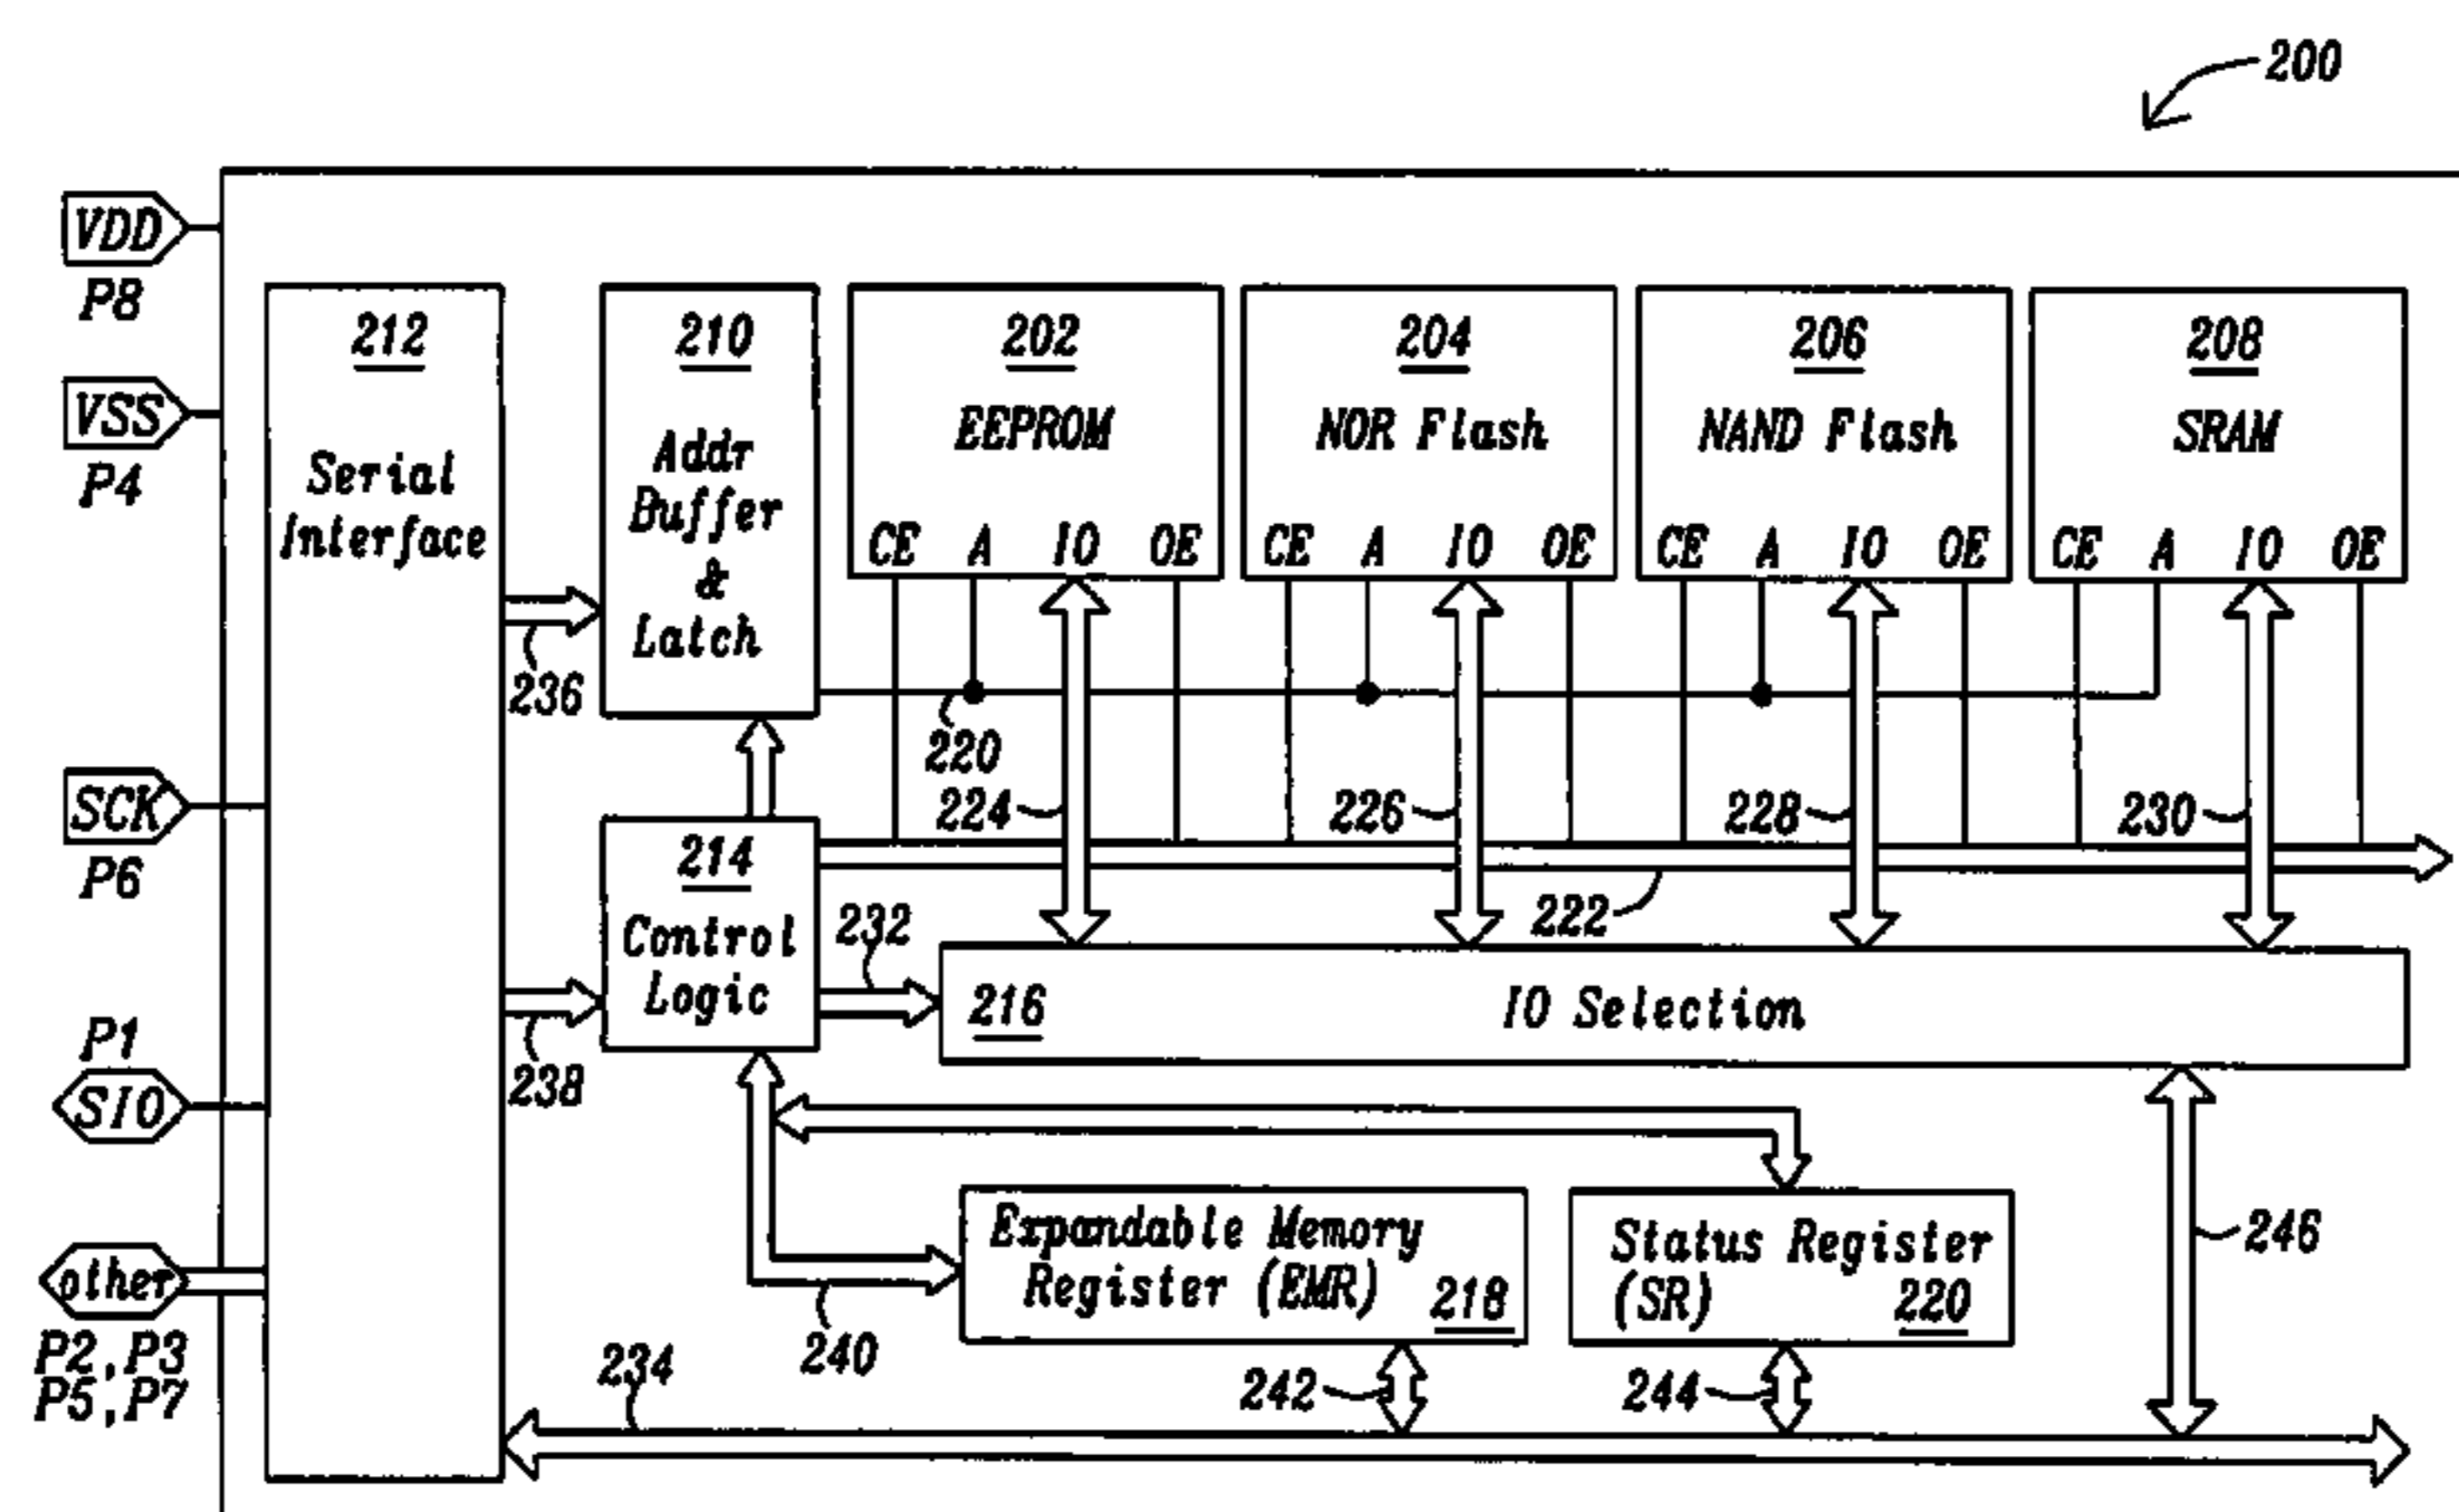 200
VDD
P8
VSS
P4
SCK
P6
P1
SIO
other
P2,P3
P5,P7
212
Serial
Interface
236
238
210
Addr
Buffer
&
Latch
214
Control
Logic
202
EEPROM
CE A IO OE
204
NOR Flash
CE A IO OE
206
NAND Flash
CE A IO OE
208
SRAM
CE A IO OE
220
224
226
228
230
222
232
216
IO Selection
Expandable Memory
Register (EMR)
218
Status Register
(SR)
220
246
240
234
242
244